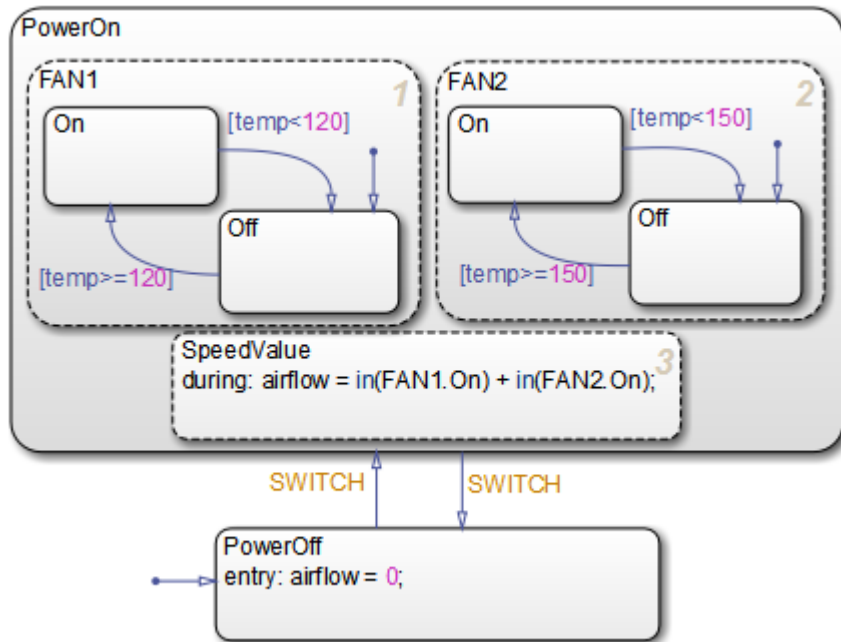 PowerOn
FAN1
1
On
[temp<120]
Off
[temp>=120]
FAN2
2
On
[temp<150]
Off
[temp>=150]
SpeedValue
3
during: airflow = in(FAN1.On) + in(FAN2.On);
SWITCH
SWITCH
PowerOff
entry: airflow = 0;